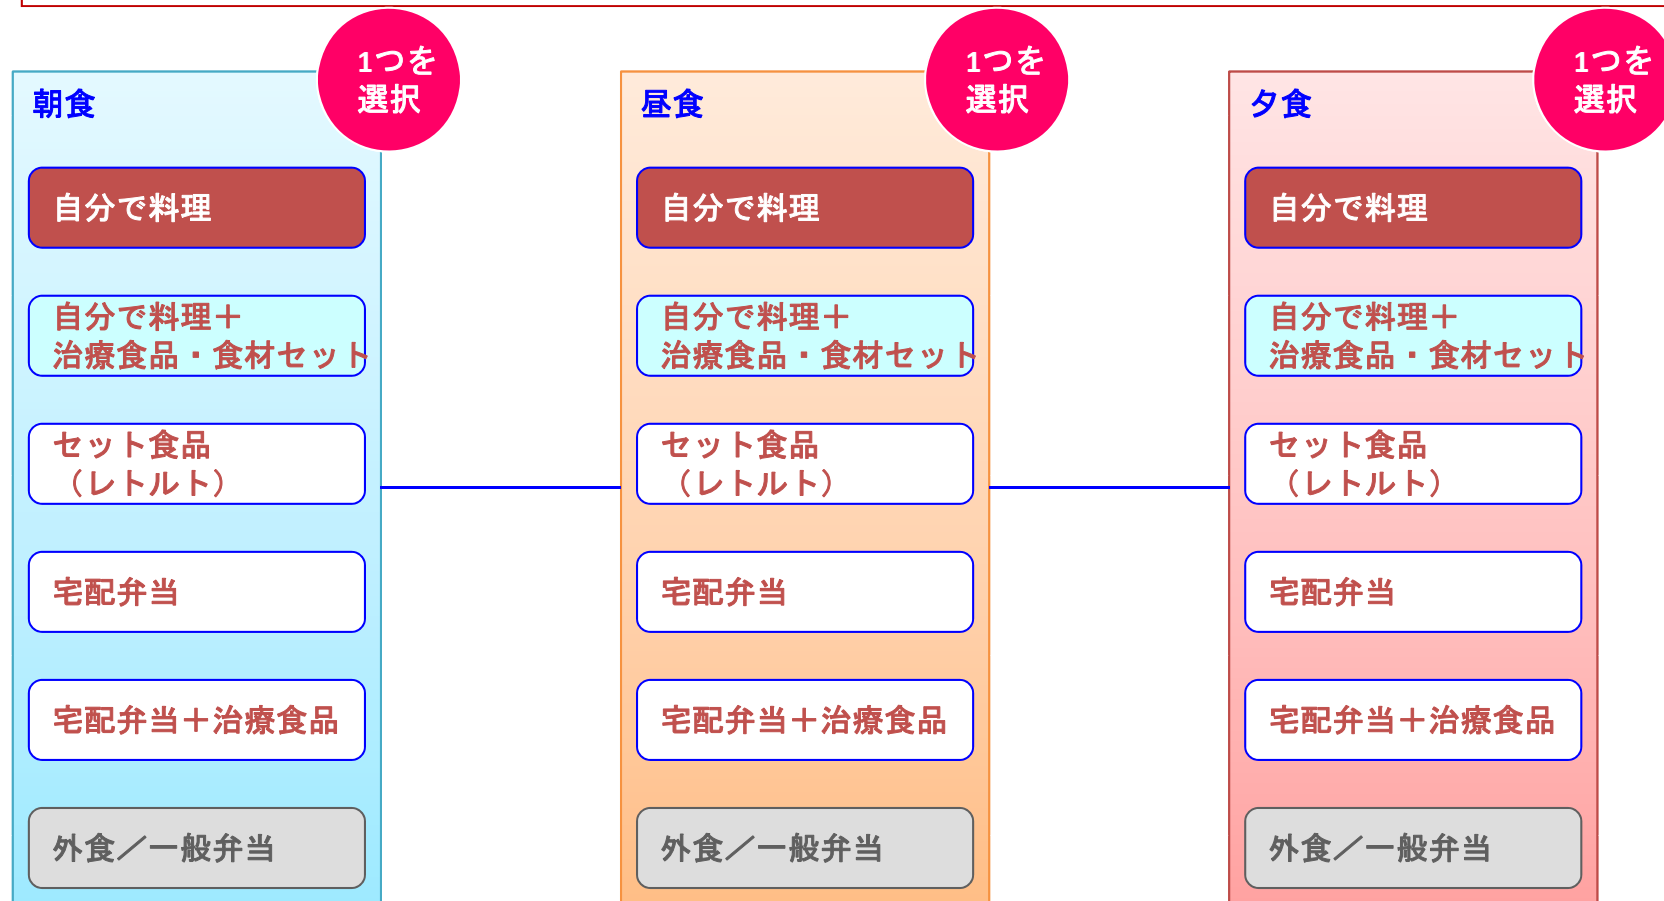 1つを
選択
朝食
自分で料理
自分で料理＋
治療食品・食材セット
セット食品
（レトルト）
宅配弁当
宅配弁当＋治療食品
外食／一般弁当
1つを
選択
昼食
自分で料理
自分で料理＋
治療食品・食材セット
セット食品
（レトルト）
宅配弁当
宅配弁当＋治療食品
外食／一般弁当
1つを
選択
夕食
自分で料理
自分で料理＋
治療食品・食材セット
セット食品
（レトルト）
宅配弁当
宅配弁当＋治療食品
外食／一般弁当